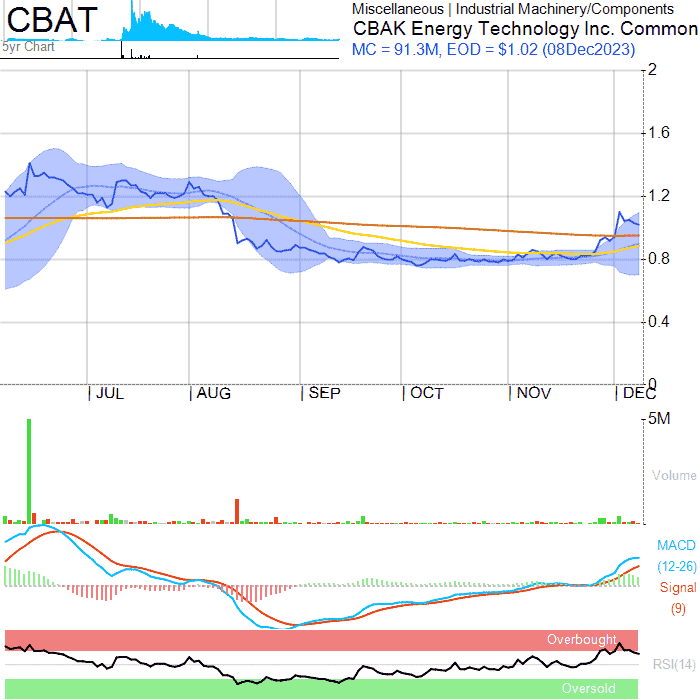 CBAT
5yr Chart
Miscellaneous | Industrial Machinery/Components
CBAK Energy Technology Inc. Common
MC = 91.3M, EOD = $1.02 (08Dec2023)
2
1.6
1.2
0.8
0.4
0
JUL AUG SEP OCT NOV DEC
5M
Volume
MACD
(12-26)
Signal
(9)
Overbought
RSI(14)
Oversold